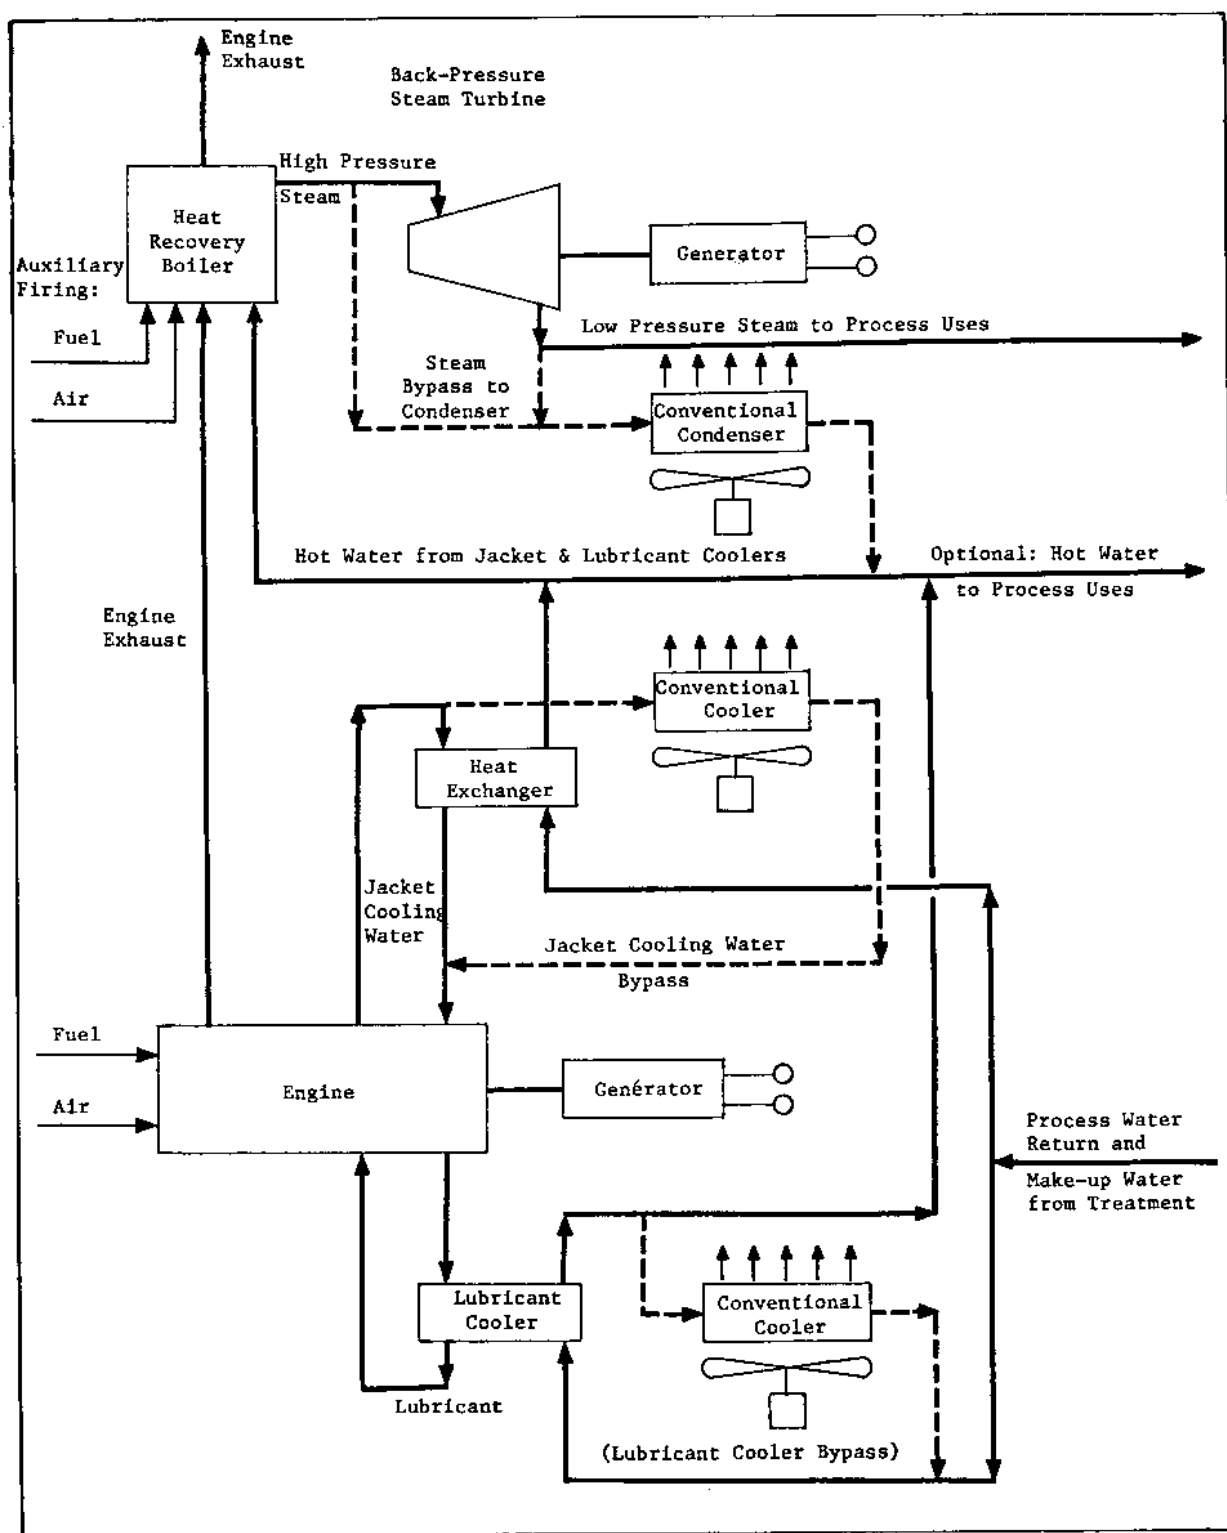 Engine
Exhaust
Back-Pressure
Steam Turbine
High Pressure
Steam
Heat
Recovery
Boiler
Generator
Auxiliary
Firing:
Fuel
Air
Low Pressure Steam to Process Uses
Steam
Bypass to
Condenser
Conventional
Condenser
Hot Water from Jacket & Lubricant Coolers
Optional: Hot Water
to Process Uses
Engine
Exhaust
Conventional
Cooler
Heat
Exchanger
Jacket
Cooling
Water
Jacket Cooling Water
Bypass
Fuel
Air
Engine
Genérator
Process Water
Return and
Make-up Water
from Treatment
Lubricant
Cooler
Conventional
Cooler
Lubricant
(Lubricant Cooler Bypass)